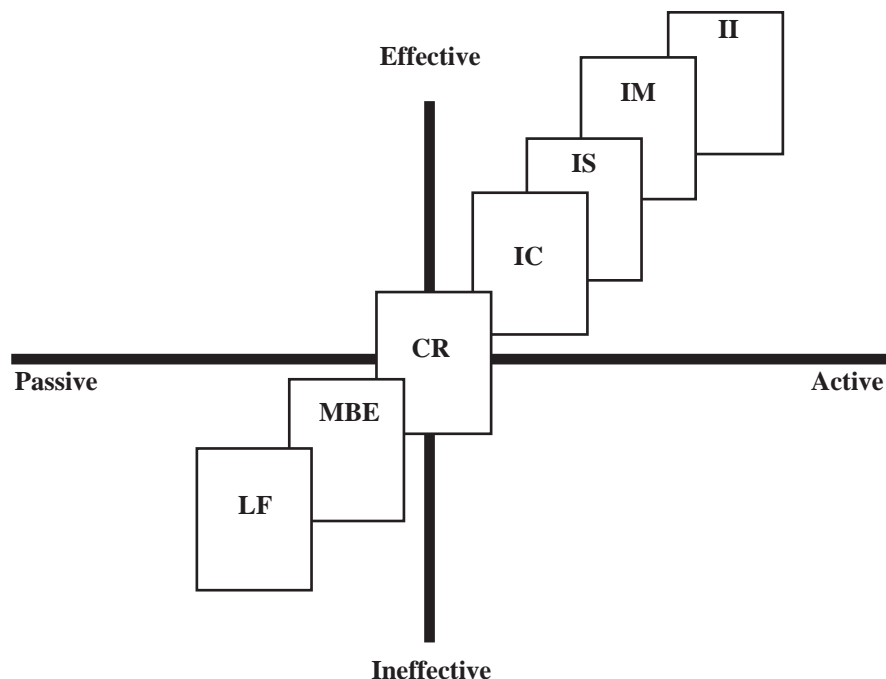 II
Effective
IM
IS
IC
CR
Passive
Active
MBE
LF
Ineffective